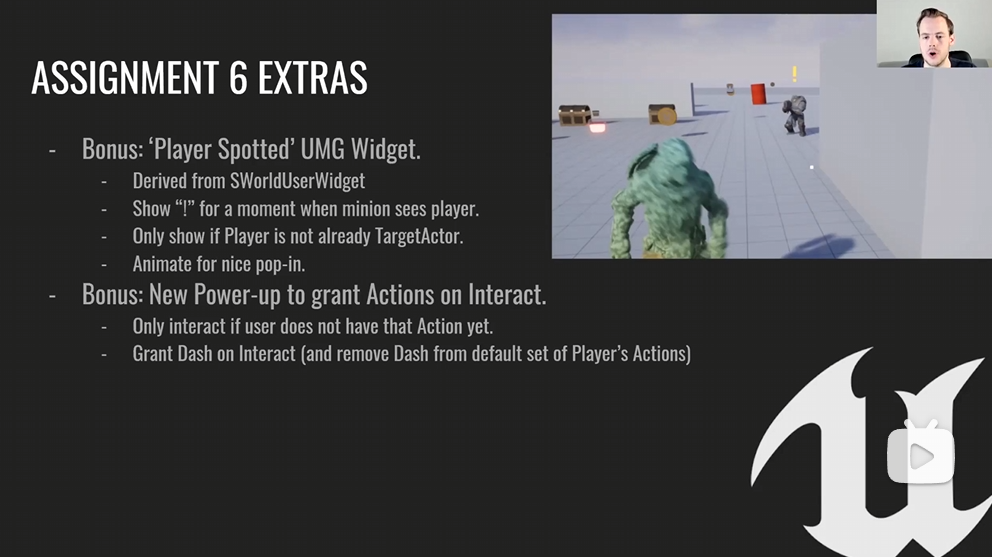 ASSIGNMENT 6 EXTRAS
- Bonus: ‘Player Spotted’ UMG Widget.
- Derived from SWorldUserWidget
- Show “!” for a moment when minion sees player.
- Only show if Player is not already TargetActor.
- Animate for nice pop-in.
- Bonus: New Power-up to grant Actions on Interact.
- Only interact if user does not have that Action yet.
- Grant Dash on Interact (and remove Dash from default set of Player’s Actions)
!